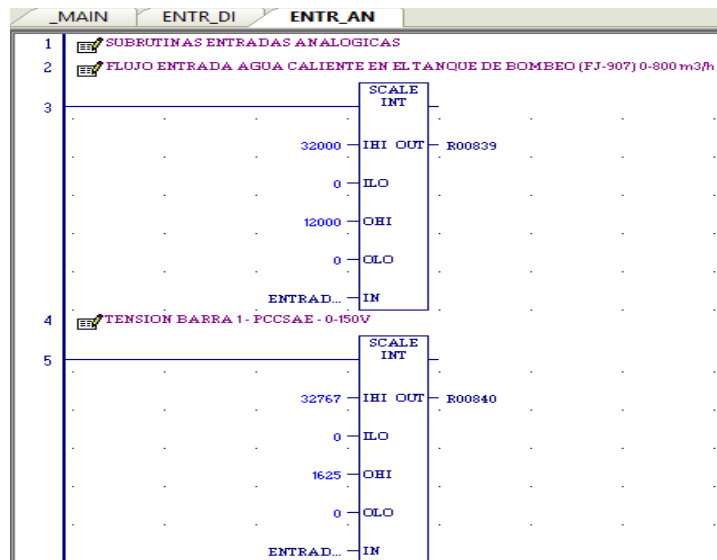 _MAIN ENTR_DI ENTR_AN
1 SUBRUTINAS ENTRADAS ANALOGICAS
2 FLUJO ENTRADA AGUA CALIENTE EN EL TANQUE DE BOMBEO (FJ-907) 0-800 m3/h
SCALE
INT
3
32000 IHI OUT R00839
0 ILO
12000 OHI
0 OLO
ENTRAD... IN
4 TENSION BARRA 1 - PCCSAE - 0-150V
SCALE
INT
5
32767 IHI OUT R00840
0 ILO
1625 OHI
0 OLO
ENTRAD... IN